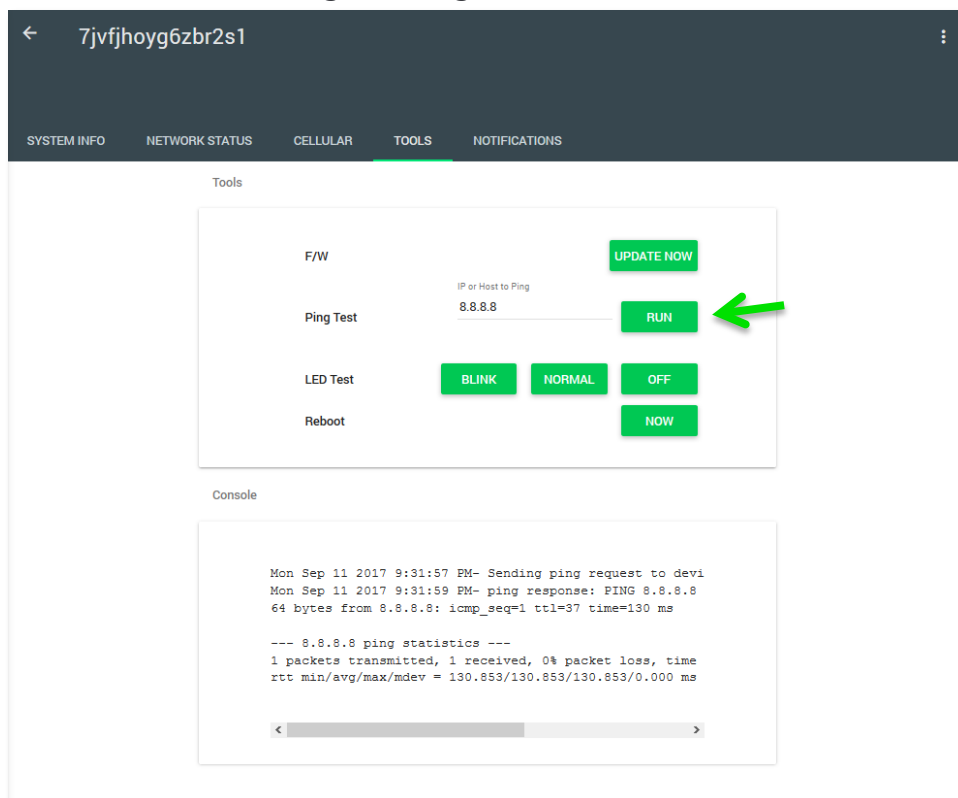 7jvfjhoyg6zbr2s1
SYSTEM INFO NETWORK STATUS CELLULAR TOOLS NOTIFICATIONS
Tools
F/W UPDATE NOW
IP or Host to Ping
Ping Test 8.8.8.8 RUN
LED Test BLINK NORMAL OFF
Reboot NOW
Console
Mon Sep 11 2017 9:31:57 PM- Sending ping request to devi
Mon Sep 11 2017 9:31:59 PM- ping response: PING 8.8.8.8
64 bytes from 8.8.8.8: icmp_seq=1 ttl=37 time=130 ms
--- 8.8.8.8 ping statistics ---
1 packets transmitted, 1 received, 0% packet loss, time
rtt min/avg/max/mdev = 130.853/130.853/130.853/0.000 ms